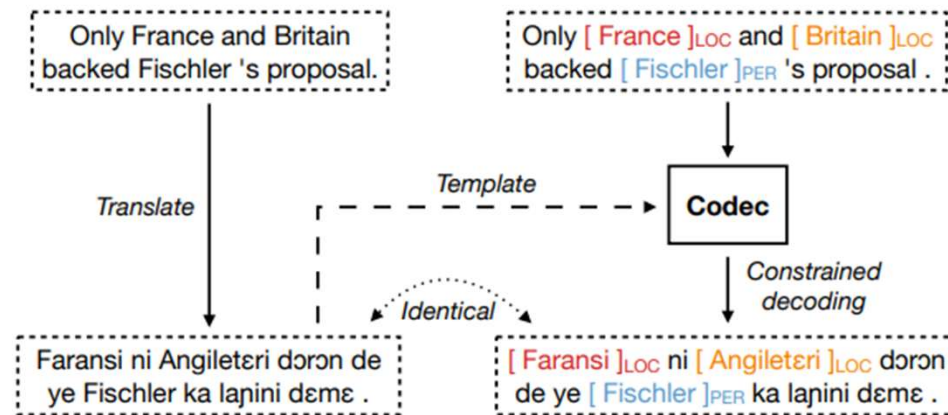 Only France and Britain
backed Fischler 's proposal.
Only [ France ]LOC and [ Britain ]LOC
backed [ Fischler ]PER 's proposal .
Translate
Template
Codec
Constrained
decoding
Identical
Faransi ni Angiletɛri dɔrɔn de
ye Fischler ka laɲini dɛmɛ .
[ Faransi ]LOC ni [ Angiletɛri ]LOC dɔrɔn
de ye [ Fischler ]PER ka laɲini dɛmɛ .